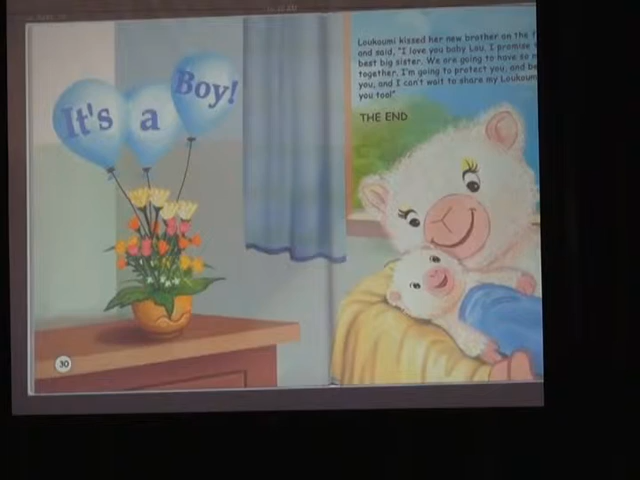 It's a Boy!
30
Loukoumi kissed her new brother on the
and said, "I love you baby Lou. I promise
best big sister. We are going to have so
together. I'm going to protect you, and
you, and I can't wait to share my Loukoum
you too!"
THE END